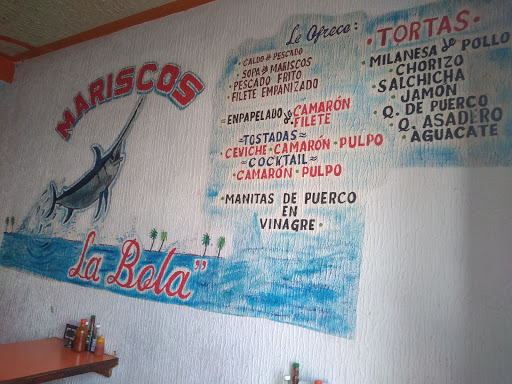 MARISCOS
"La Bola"
Le Ofrece:
• CALDO DE PESCADO
• SOPA DE MARISCOS
• PESCADO FRITO
• FILETE EMPANIZADO
• ENPAPELADO de CAMARÓN
FILETE
=TOSTADAS=
• CEVICHE • CAMARÓN • PULPO
=COCKTAIL=
• CAMARÓN • PULPO
• MANITAS DE PUERCO
EN
VINAGRE •
• TORTAS •
• MILANESA de POLLO
• CHORIZO
• SALCHICHA
• JAMÓN
• Q. DE PUERCO
• Q. ASADERO
• AGUACATE